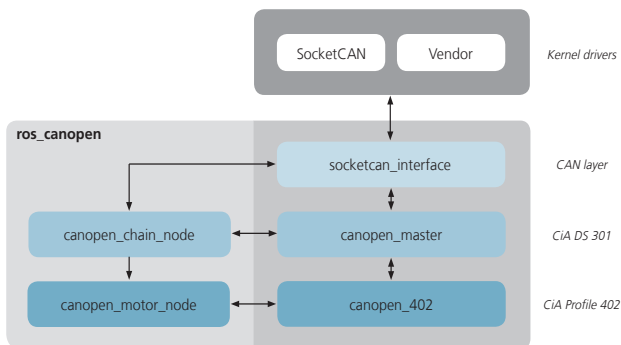 SocketCAN Vendor Kernel drivers
ros_canopen
socketcan_interface CAN layer
canopen_chain_node canopen_master CiA DS 301
canopen_motor_node canopen_402 CiA Profile 402